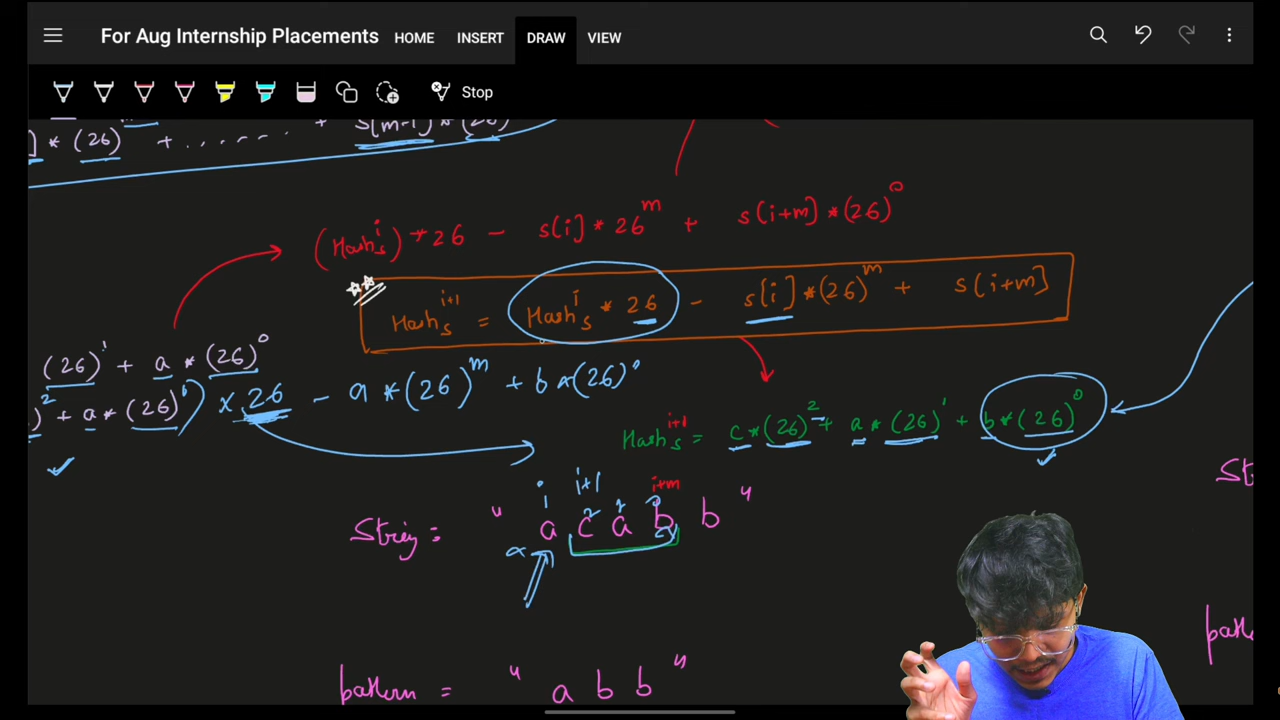 For Aug Internship Placements HOME INSERT DRAW VIEW
Stop
] * (26) + ....... + s[m-1] * (26)
(Hash_s^i) * 26 - s[i] * 26^m + s[i+m] * (26)^0
Hash_s^{i+1} = Hash_s^i * 26 - s[i] * (26)^m + s[i+m]
(26)^1 + a * (26)^0
)^2 + a * (26)^1) x 26 - a * (26)^m + b * (26)^0
Hash_s^{i+1} = c * (26)^2 + a * (26)^1 + b * (26)^0
i i+1 i+m
String = " a c a b b "
pattern = " a b b "